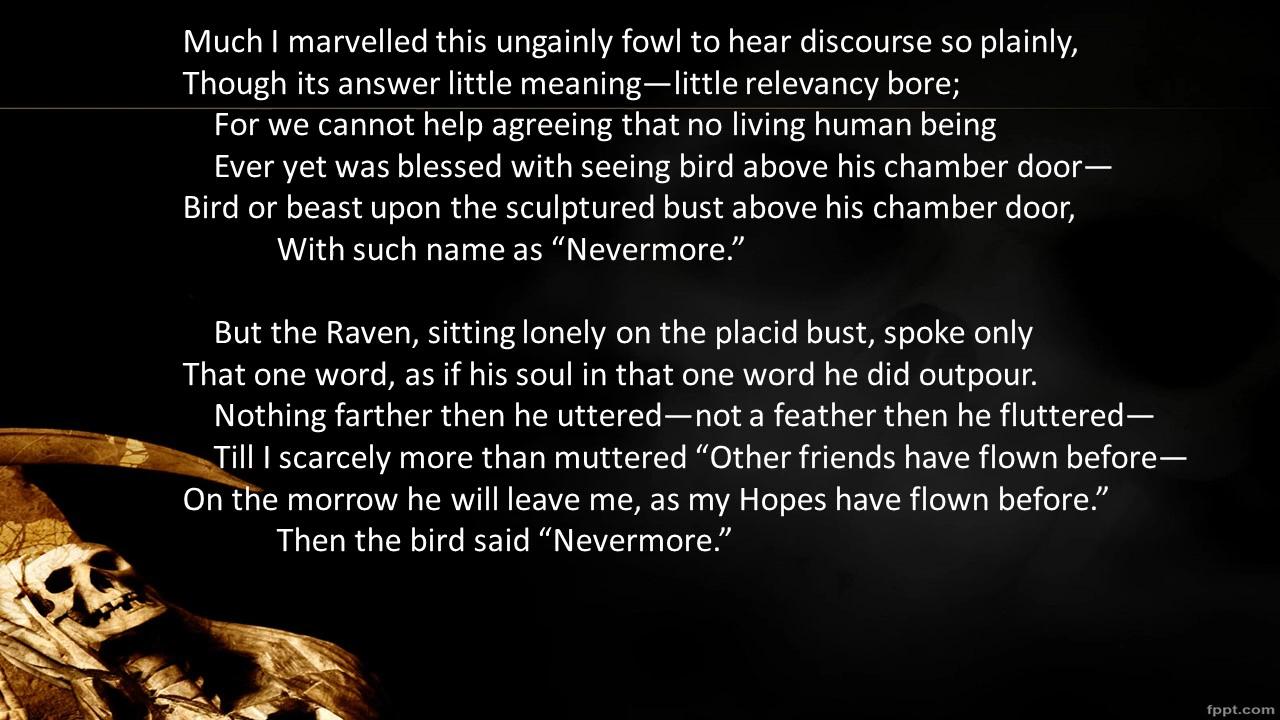 Much I marvelled this ungainly fowl to hear discourse so plainly,
Though its answer little meaning—little relevancy bore;
For we cannot help agreeing that no living human being
Ever yet was blessed with seeing bird above his chamber door—
Bird or beast upon the sculptured bust above his chamber door,
With such name as “Nevermore.”
But the Raven, sitting lonely on the placid bust, spoke only
That one word, as if his soul in that one word he did outpour.
Nothing farther then he uttered—not a feather then he fluttered—
Till I scarcely more than muttered “Other friends have flown before—
On the morrow he will leave me, as my Hopes have flown before.”
Then the bird said “Nevermore.”
fppt.com